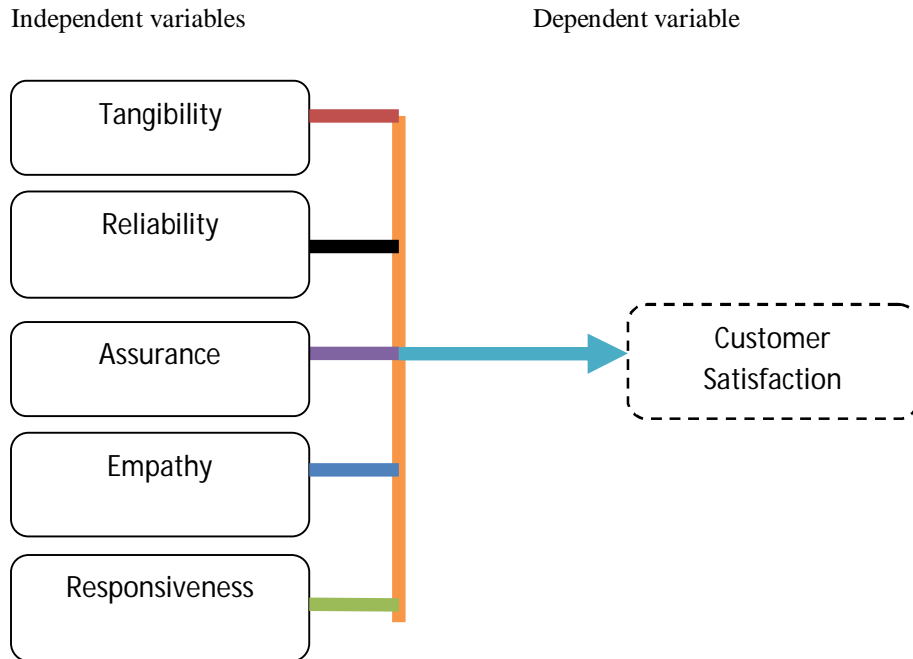 Independent variables
Dependent variable
Tangibility
Reliability
Assurance
Empathy
Responsiveness
Customer
Satisfaction